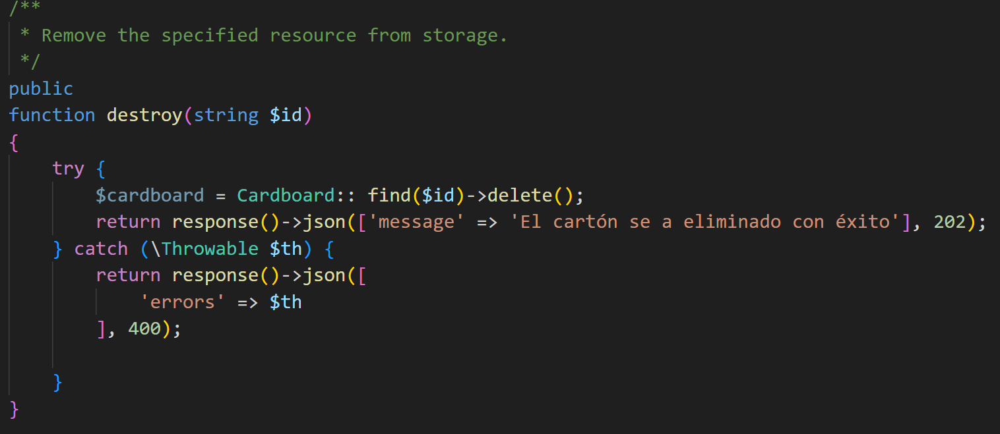 /**
 * Remove the specified resource from storage.
 */
public
function destroy(string $id)
{
    try {
        $cardboard = Cardboard:: find($id)->delete();
        return response()->json(['message' => 'El cartón se a eliminado con éxito'], 202);
    } catch (\Throwable $th) {
        return response()->json([
            'errors' => $th
        ], 400);

    }
}